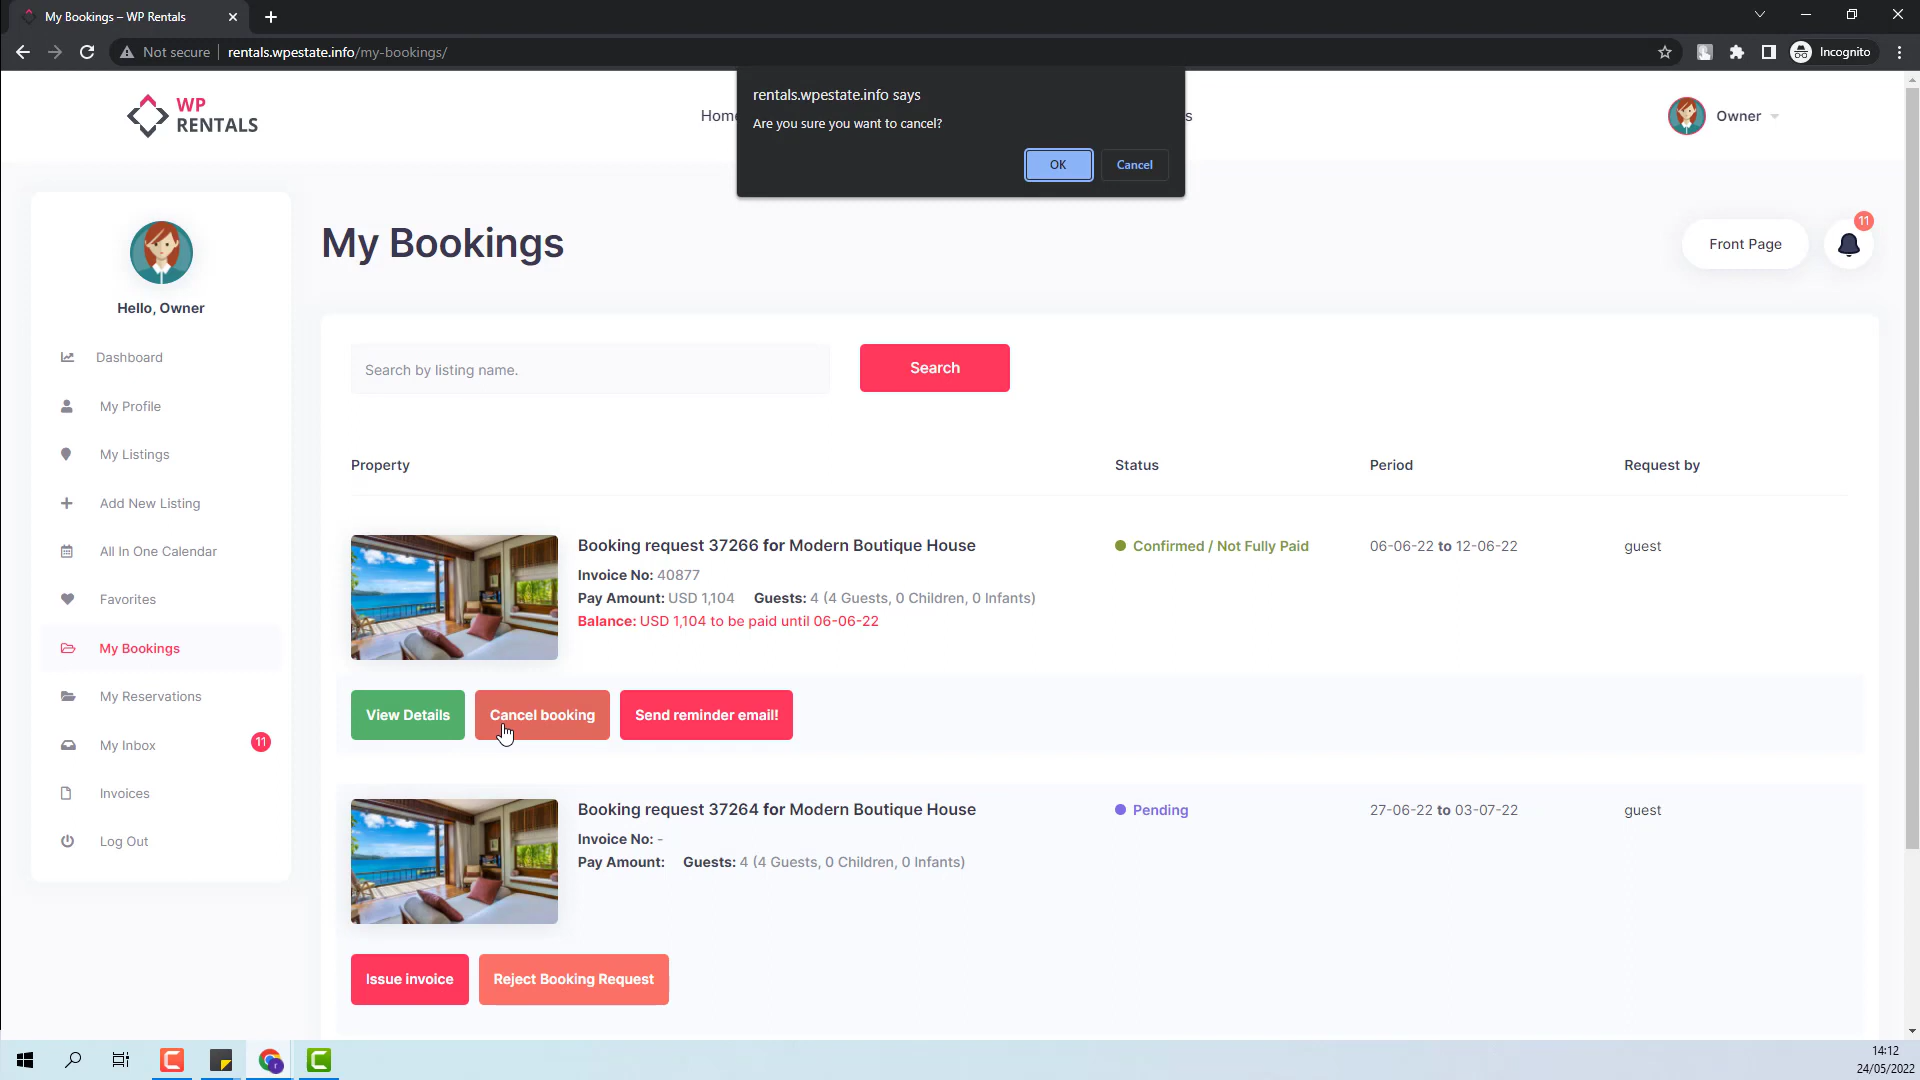 My Bookings – WP Rentals
Not secure
rentals.wpestate.info/my-bookings/
Incognito
rentals.wpestate.info says
Are you sure you want to cancel?
OK
Cancel
WP
RENTALS
Hom
s
Owner
Hello, Owner
Dashboard
My Profile
My Listings
Add New Listing
All In One Calendar
Favorites
My Bookings
My Reservations
My Inbox
11
Invoices
Log Out
My Bookings
Front Page
11
Search by listing name.
Search
Property
Status
Period
Request by
Booking request 37266 for Modern Boutique House
Confirmed / Not Fully Paid
06-06-22 to 12-06-22
guest
Invoice No: 40877
Pay Amount: USD 1,104 Guests: 4 (4 Guests, 0 Children, 0 Infants)
Balance: USD 1,104 to be paid until 06-06-22
View Details
Cancel booking
Send reminder email!
Booking request 37264 for Modern Boutique House
Pending
27-06-22 to 03-07-22
guest
Invoice No: -
Pay Amount: Guests: 4 (4 Guests, 0 Children, 0 Infants)
Issue invoice
Reject Booking Request
14:12
24/05/2022